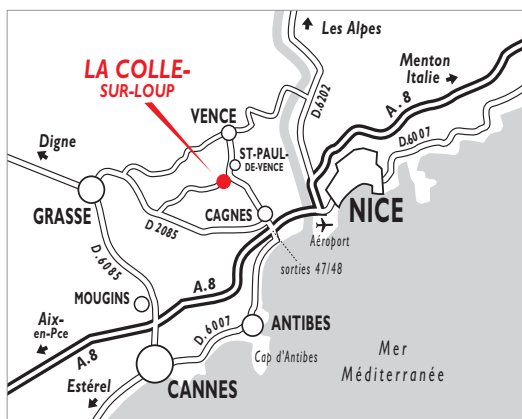 Les Alpes
LA COLLE-
SUR-LOUP
Menton
Italie
D.6202
A.8
D.6007
VENCE
Digne
ST-PAUL-
DE-VENCE
GRASSE
CAGNES
NICE
D 2085
Aéroport
sorties 47/48
D.6085
MOUGINS
A.8
Aix-
en-Pce
A.8
D.6007
ANTIBES
Cap d'Antibes
Mer
Méditerranée
Estérel
CANNES